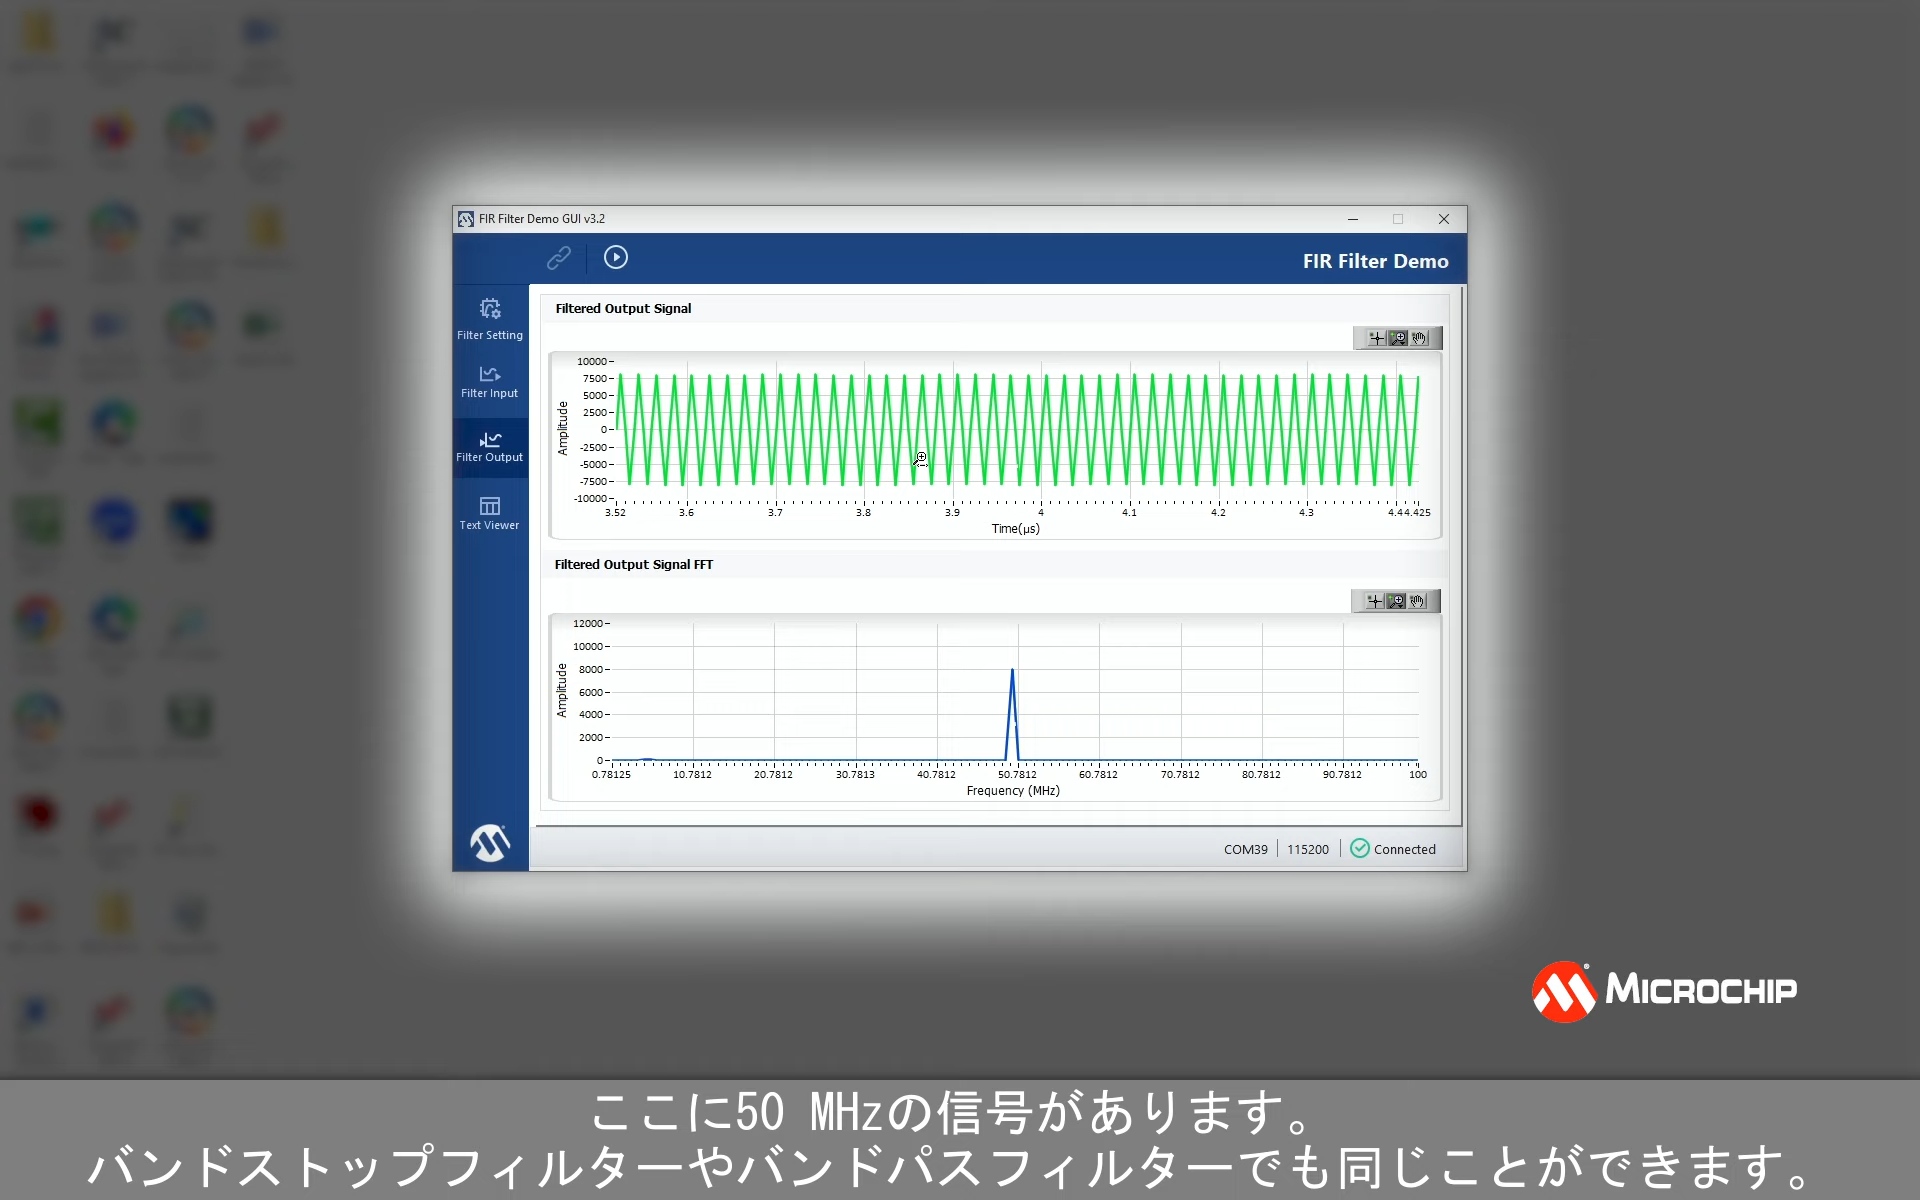 FIR Filter Demo GUI v3.2
FIR Filter Demo
Filter Setting
Filter Input
Filter Output
Text Viewer
Filtered Output Signal
10000
7500
5000
2500
0
-2500
-5000
-7500
-10000
Amplitude
3.52 3.6 3.7 3.8 3.9 4 4.1 4.2 4.3 4.4 4.425
Time(µs)
Filtered Output Signal FFT
12000
10000
8000
6000
4000
2000
0
Amplitude
0.78125 10.7812 20.7812 30.7813 40.7812 50.7812 60.7812 70.7812 80.7812 90.7812 100
Frequency (MHz)
COM39 115200 Connected
MICROCHIP
ここに50 MHzの信号があります。
バンドストップフィルターやバンドパスフィルターでも同じことができます。